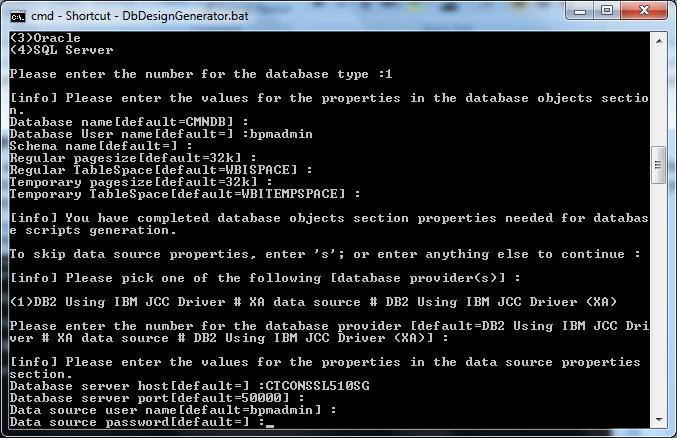 cmd - Shortcut - DbDesignGenerator.bat
(3)Oracle
(4)SQL Server
Please enter the number for the database type :1
[info] Please enter the values for the properties in the database objects sectio
n.
Database name[default=CMNDB] :
Database User name[default=] :bpmadmin
Schema name[default=] :
Regular pagesize[default=32k] :
Regular TableSpace[default=WBISPACE] :
Temporary pagesize[default=32k] :
Temporary TableSpace[default=WBITEMPSPACE] :
[info] You have completed database objects section properties needed for databas
e scripts generation.
To skip data source properties, enter 's'; or enter anything else to continue :
[info] Please pick one of the following [database provider(s)] :
(1)DB2 Using IBM JCC Driver # XA data source # DB2 Using IBM JCC Driver (XA)
Please enter the number for the database provider [default=DB2 Using IBM JCC Dri
ver # XA data source # DB2 Using IBM JCC Driver (XA)] :
[info] Please enter the values for the properties in the data source properties
section.
Database server host[default=] :CTCONSSL510SG
Database server port[default=50000] :
Data source user name[default=bpmadmin] :
Data source password[default=] :